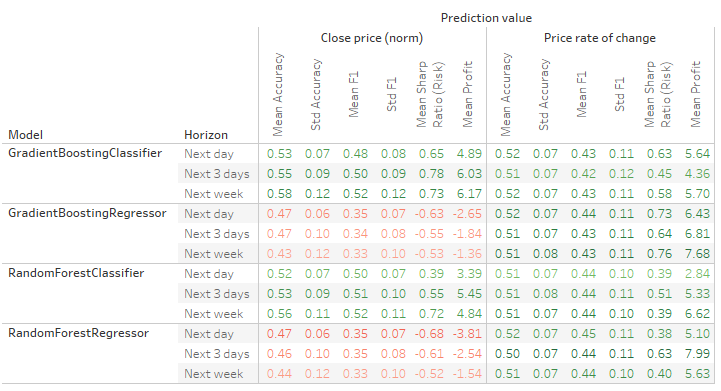 Prediction value
Close price (norm) Price rate of change
Model Horizon Mean Accuracy Std Accuracy Mean F1 Std F1 Mean Sharp Ratio (Risk) Mean Profit Mean Accuracy Std Accuracy Mean F1 Std F1 Mean Sharp Ratio (Risk) Mean Profit
GradientBoostingClassifier Next day 0.53 0.07 0.48 0.08 0.65 4.89 0.52 0.07 0.43 0.11 0.63 5.64
Next 3 days 0.55 0.09 0.50 0.09 0.78 6.03 0.51 0.07 0.42 0.12 0.45 4.36
Next week 0.58 0.12 0.52 0.12 0.73 6.17 0.52 0.07 0.43 0.11 0.58 5.70
GradientBoostingRegressor Next day 0.47 0.06 0.35 0.07 -0.63 -2.65 0.52 0.07 0.44 0.11 0.73 6.43
Next 3 days 0.47 0.10 0.34 0.08 -0.55 -1.84 0.51 0.07 0.43 0.11 0.64 6.81
Next week 0.43 0.12 0.33 0.10 -0.53 -1.36 0.51 0.08 0.43 0.11 0.76 7.68
RandomForestClassifier Next day 0.52 0.07 0.50 0.07 0.39 3.39 0.51 0.07 0.44 0.10 0.39 2.84
Next 3 days 0.53 0.09 0.51 0.10 0.55 5.45 0.51 0.08 0.44 0.11 0.51 5.33
Next week 0.56 0.11 0.52 0.11 0.72 4.84 0.51 0.07 0.44 0.10 0.39 6.62
RandomForestRegressor Next day 0.47 0.06 0.35 0.07 -0.68 -3.81 0.52 0.07 0.45 0.11 0.38 5.10
Next 3 days 0.46 0.10 0.35 0.08 -0.61 -2.54 0.50 0.07 0.44 0.11 0.63 7.99
Next week 0.44 0.12 0.33 0.10 -0.52 -1.54 0.51 0.07 0.44 0.10 0.40 5.63